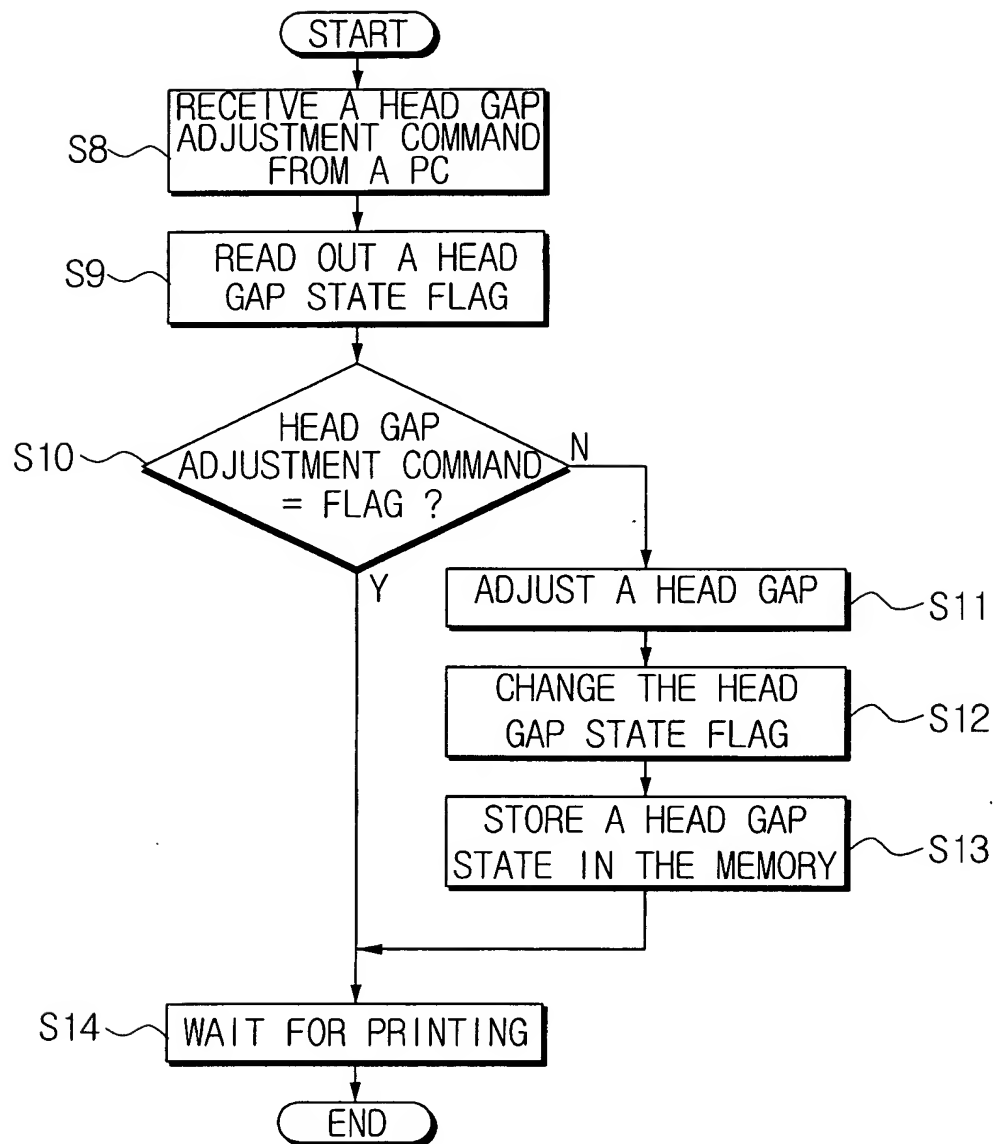 START
S8
RECEIVE A HEAD GAP
ADJUSTMENT COMMAND
FROM A PC
S9
READ OUT A HEAD
GAP STATE FLAG
S10
HEAD GAP
ADJUSTMENT COMMAND
= FLAG ?
N
Y
ADJUST A HEAD GAP
S11
CHANGE THE HEAD
GAP STATE FLAG
S12
STORE A HEAD GAP
STATE IN THE MEMORY
S13
S14
WAIT FOR PRINTING
END